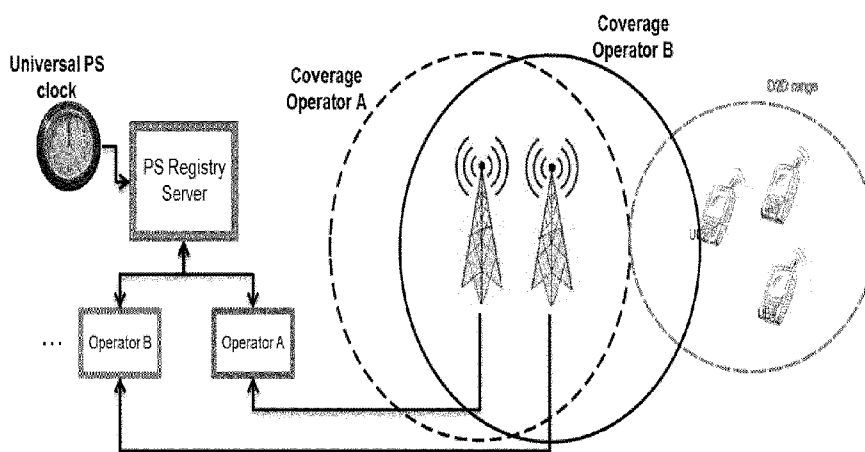 Universal PS
clock
PS Registry
Server
Operator B
Operator A
...
Coverage
Operator A
Coverage
Operator B
D2D range